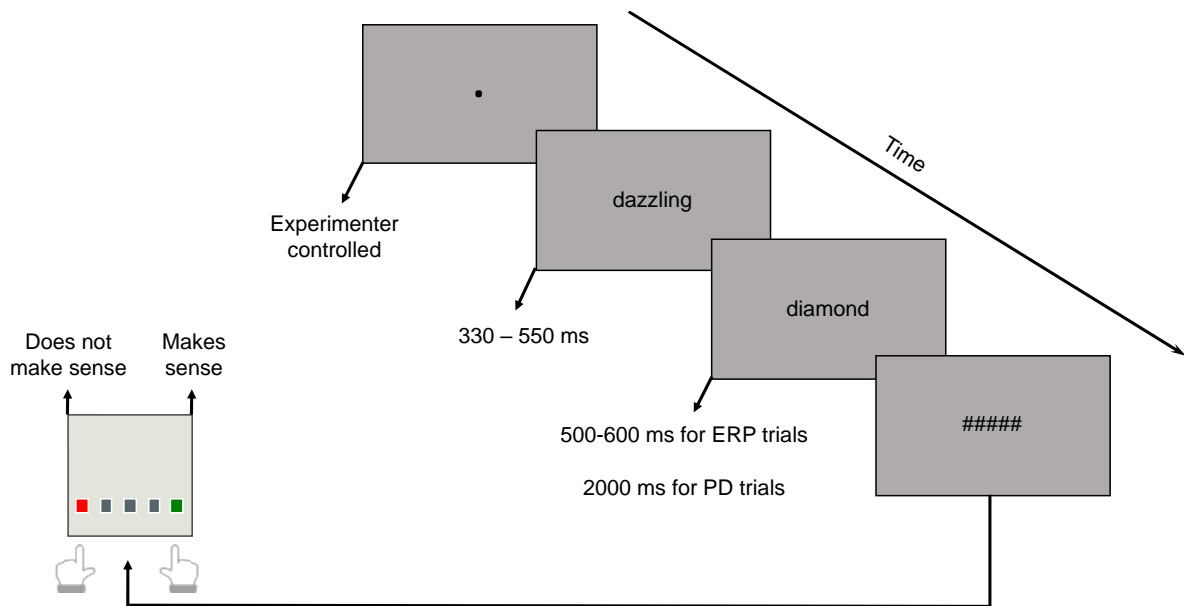 Time
dazzling
Experimenter
controlled
diamond
330 – 550 ms
Does not
make sense
Makes
sense
#####
500-600 ms for ERP trials
2000 ms for PD trials